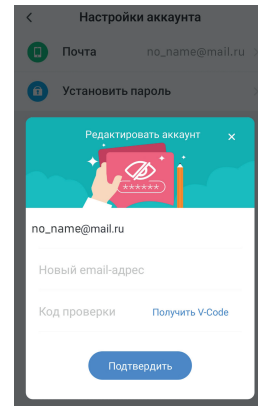 Настройки аккаунта
Почта no_name@mail.ru
Установить пароль
Редактировать аккаунт
******
no_name@mail.ru
Новый email-адрес
Код проверки Получить V-Code
Подтвердить